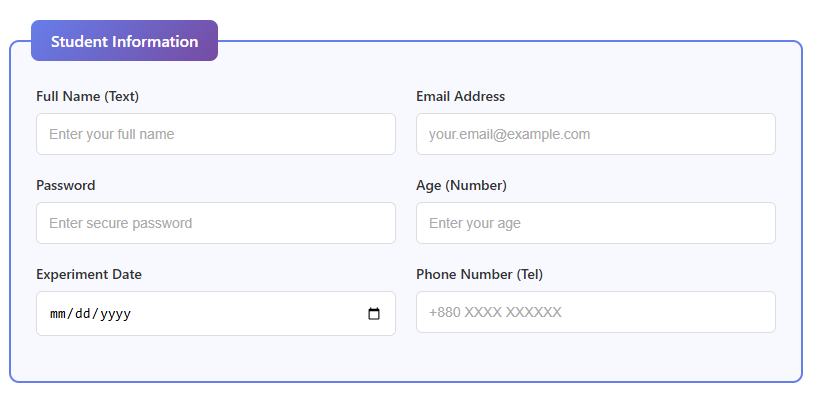 Student Information
Full Name (Text)
Email Address
Enter your full name
your.email@example.com
Password
Age (Number)
Enter secure password
Enter your age
Experiment Date
Phone Number (Tel)
mm/dd/yyyy
+880 XXXX XXXXXX